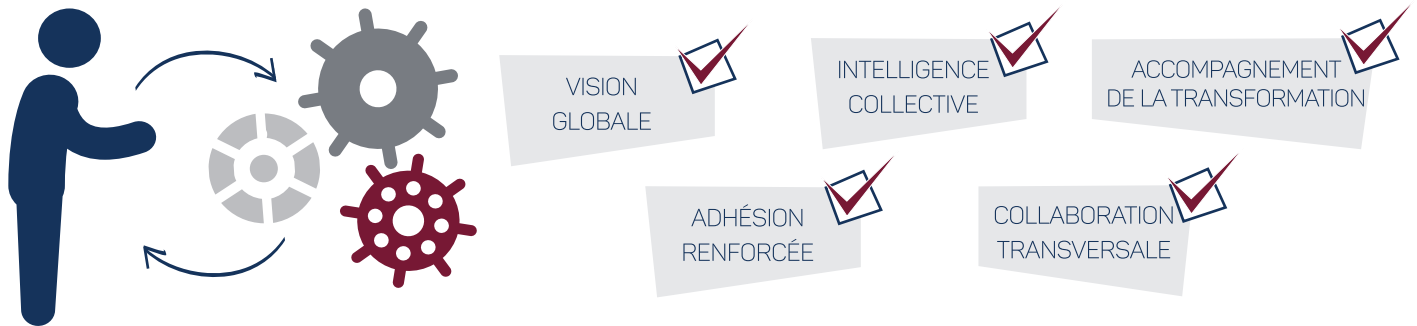 VISION
GLOBALE
INTELLIGENCE
COLLECTIVE
ACCOMPAGNEMENT
DE LA TRANSFORMATION
ADHÉSION
RENFORCÉE
COLLABORATION
TRANSVERSALE